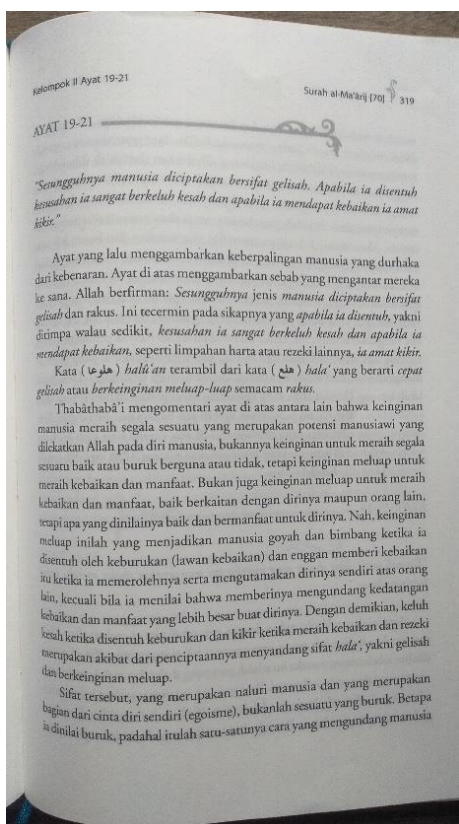 Kelompok II Ayat 19-21
Surah al-Ma'ârij [70] 319
AYAT 19-21
"Sesungguhnya manusia diciptakan bersifat gelisah. Apabila ia disentuh
kesusahan ia sangat berkeluh kesah dan apabila ia mendapat kebaikan ia amat
kikir."
Ayat yang lalu menggambarkan keberpalingan manusia yang durhaka
dari kebenaran. Ayat di atas menggambarkan sebab yang mengantar mereka
ke sana. Allah berfirman: Sesungguhnya jenis manusia diciptakan bersifat
gelisah dan rakus. Ini tecermin pada sikapnya yang apabila ia disentuh, yakni
ditimpa walau sedikit, kesusahan ia sangat berkeluh kesah dan apabila ia
mendapat kebaikan, seperti limpahan harta atau rezeki lainnya, ia amat kikir.
Kata ( هلوعا ) halû'an terambil dari kata ( هلع ) hala' yang berarti cepat
gelisah atau berkeinginan meluap-luap semacam rakus.
Thabâthabâ'i mengomentari ayat di atas antara lain bahwa keinginan
manusia meraih segala sesuatu yang merupakan potensi manusiawi yang
dilekatkan Allah pada diri manusia, bukannya keinginan untuk meraih segala
sesuatu baik atau buruk berguna atau tidak, tetapi keinginan meluap untuk
meraih kebaikan dan manfaat. Bukan juga keinginan meluap untuk meraih
kebaikan dan manfaat, baik berkaitan dengan dirinya maupun orang lain,
tetapi apa yang dinilainya baik dan bermanfaat untuk dirinya. Nah, keinginan
meluap inilah yang menjadikan manusia goyah dan bimbang ketika ia
disentuh oleh keburukan (lawan kebaikan) dan enggan memberi kebaikan
itu ketika ia memerolehnya serta mengutamakan dirinya sendiri atas orang
lain, kecuali bila ia menilai bahwa memberinya mengundang kedatangan
kebaikan dan manfaat yang lebih besar buat dirinya. Dengan demikian, keluh
kesah ketika disentuh keburukan dan kikir ketika meraih kebaikan dan rezeki
merupakan akibat dari penciptaannya menyandang sifat hala', yakni gelisah
dan berkeinginan meluap.
Sifat tersebut, yang merupakan naluri manusia dan yang merupakan
bagian dari cinta diri sendiri (egoisme), bukanlah sesuatu yang buruk. Betapa
ia dinilai buruk, padahal itulah satu-satunya cara yang mengundang manusia